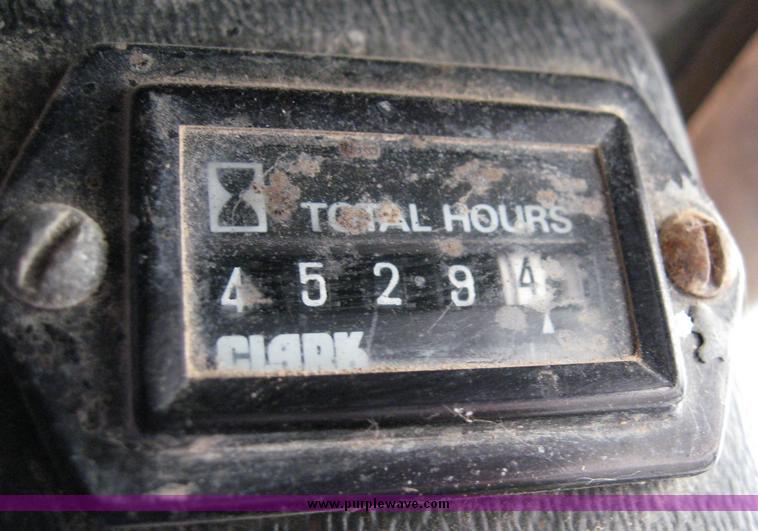 TOTAL HOURS
4 5 2 9 4
CLARK
www.purplewave.com